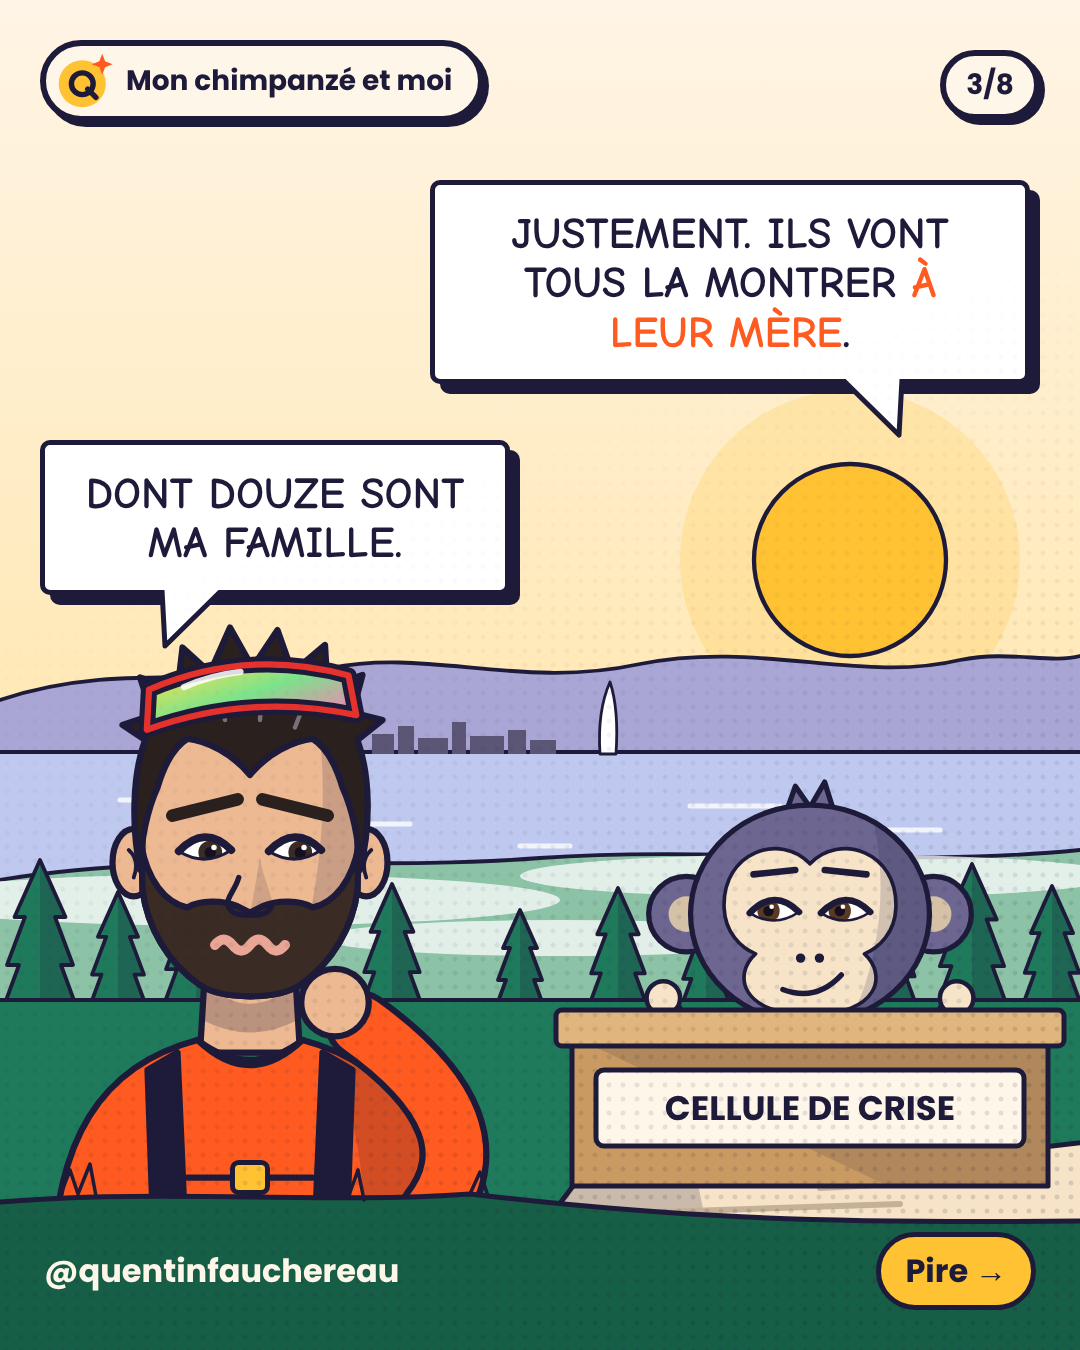 Q Mon chimpanzé et moi
3/8
JUSTEMENT. ILS VONT
TOUS LA MONTRER À
LEUR MÈRE.
DONT DOUZE SONT
MA FAMILLE.
CELLULE DE CRISE
@quentinfauchereau
Pire →